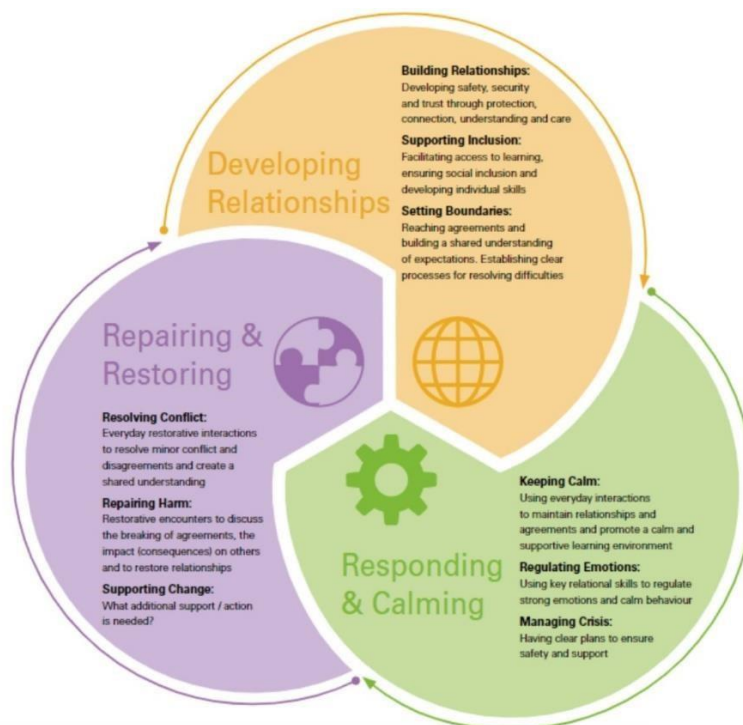 Developing
Relationships
Building Relationships:
Developing safety, security
and trust through protection,
connection, understanding and care
Supporting Inclusion:
Facilitating access to learning,
ensuring social inclusion and
developing individual skills
Setting Boundaries:
Reaching agreements and
building a shared understanding
of expectations. Establishing clear
processes for resolving difficulties
Repairing &
Restoring
Resolving Conflict:
Everyday restorative interactions
to resolve minor conflict and
disagreements and create a
shared understanding
Repairing Harm:
Restorative encounters to discuss
the breaking of agreements, the
impact (consequences) on others
and to restore relationships
Supporting Change:
What additional support / action
is needed?
Responding
& Calming
Keeping Calm:
Using everyday interactions
to maintain relationships and
agreements and promote a calm and
supportive learning environment
Regulating Emotions:
Using key relational skills to regulate
strong emotions and calm behaviour
Managing Crisis:
Having clear plans to ensure
safety and support